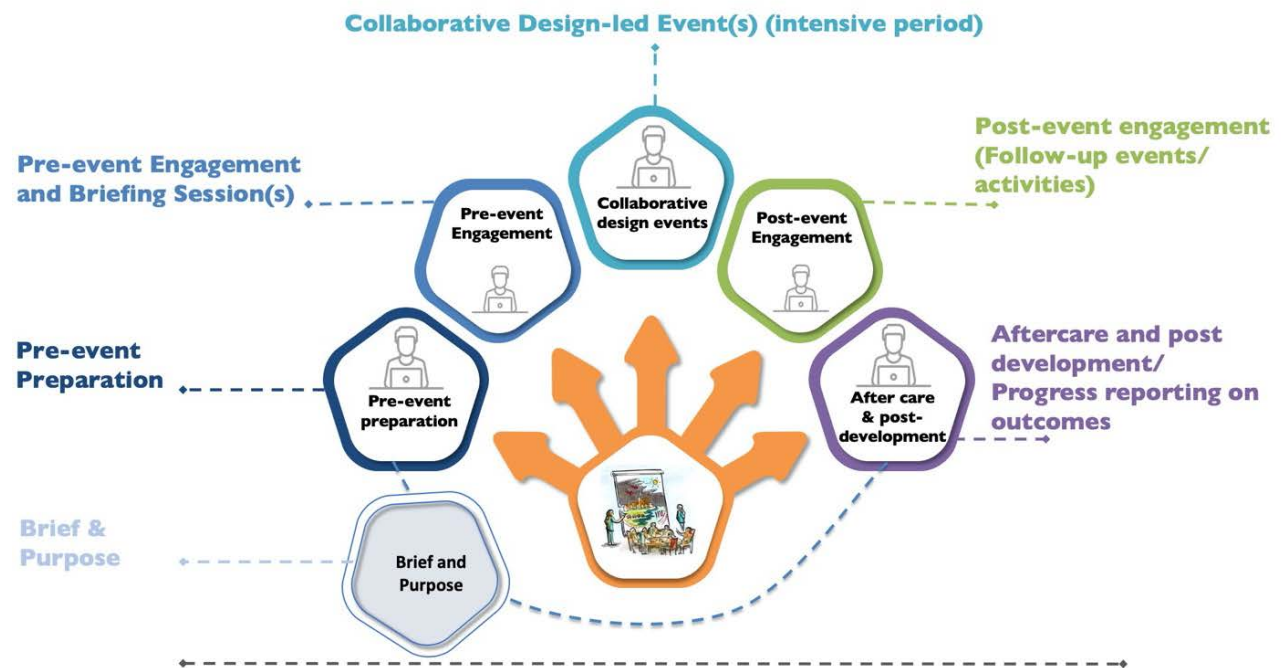 Collaborative Design-led Event(s) (intensive period)
Pre-event Engagement
and Briefing Session(s)
Post-event engagement
(Follow-up events/
activities)
Collaborative
design events
Pre-event
Engagement
Post-event
Engagement
Pre-event
Preparation
Pre-event
preparation
After care
& post-
development
Aftercare and post
development/
Progress reporting on
outcomes
Brief &
Purpose
Brief and
Purpose